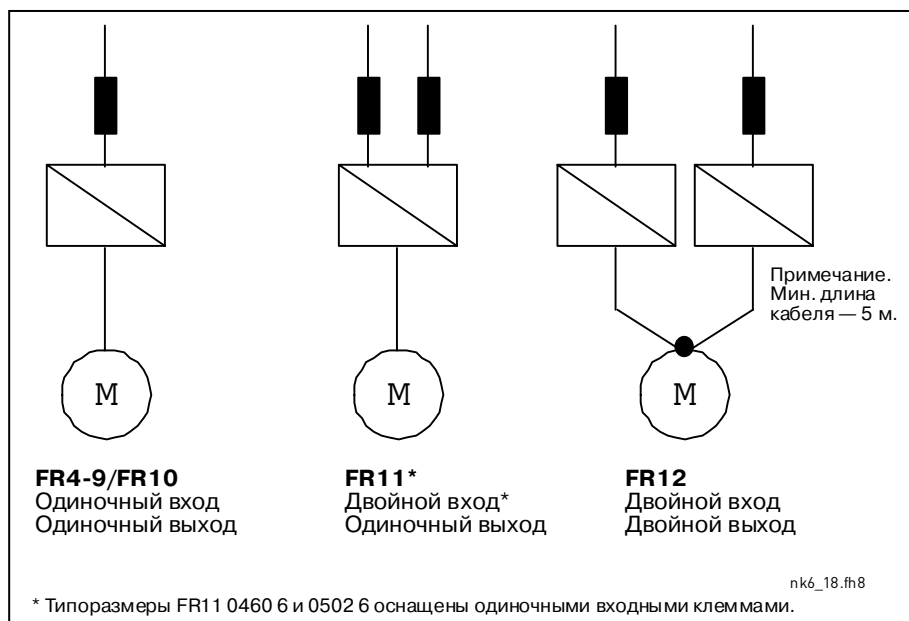 Примечание.
Мин. длина
кабеля — 5 м.
M
M
M
FR4-9/FR10
Одиночный вход
Одиночный выход
FR11*
Двойной вход*
Одиночный выход
FR12
Двойной вход
Двойной выход
nk6_18.fh8
* Типоразмеры FR11 0460 6 и 0502 6 оснащены одиночными входными клеммами.